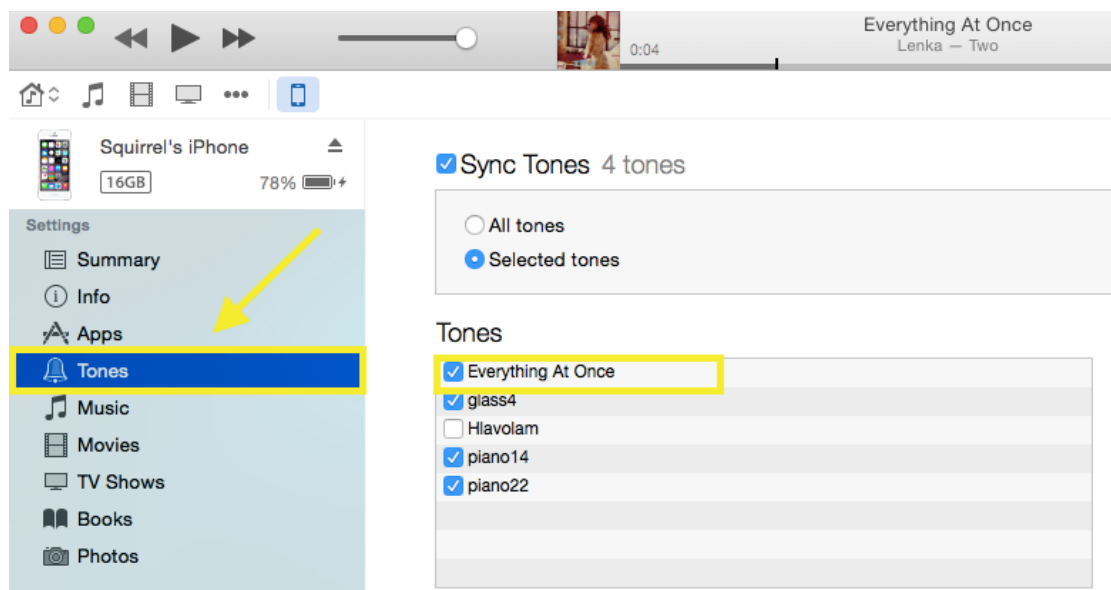 Everything At Once
0:04
Lenka — Two
Squirrel's iPhone
16GB 78%
Sync Tones 4 tones
Settings
All tones
Summary
Selected tones
Info
Apps
Tones
Tones
Everything At Once
Music
glass4
Hlavolam
Movies
piano14
TV Shows
piano22
Books
Photos